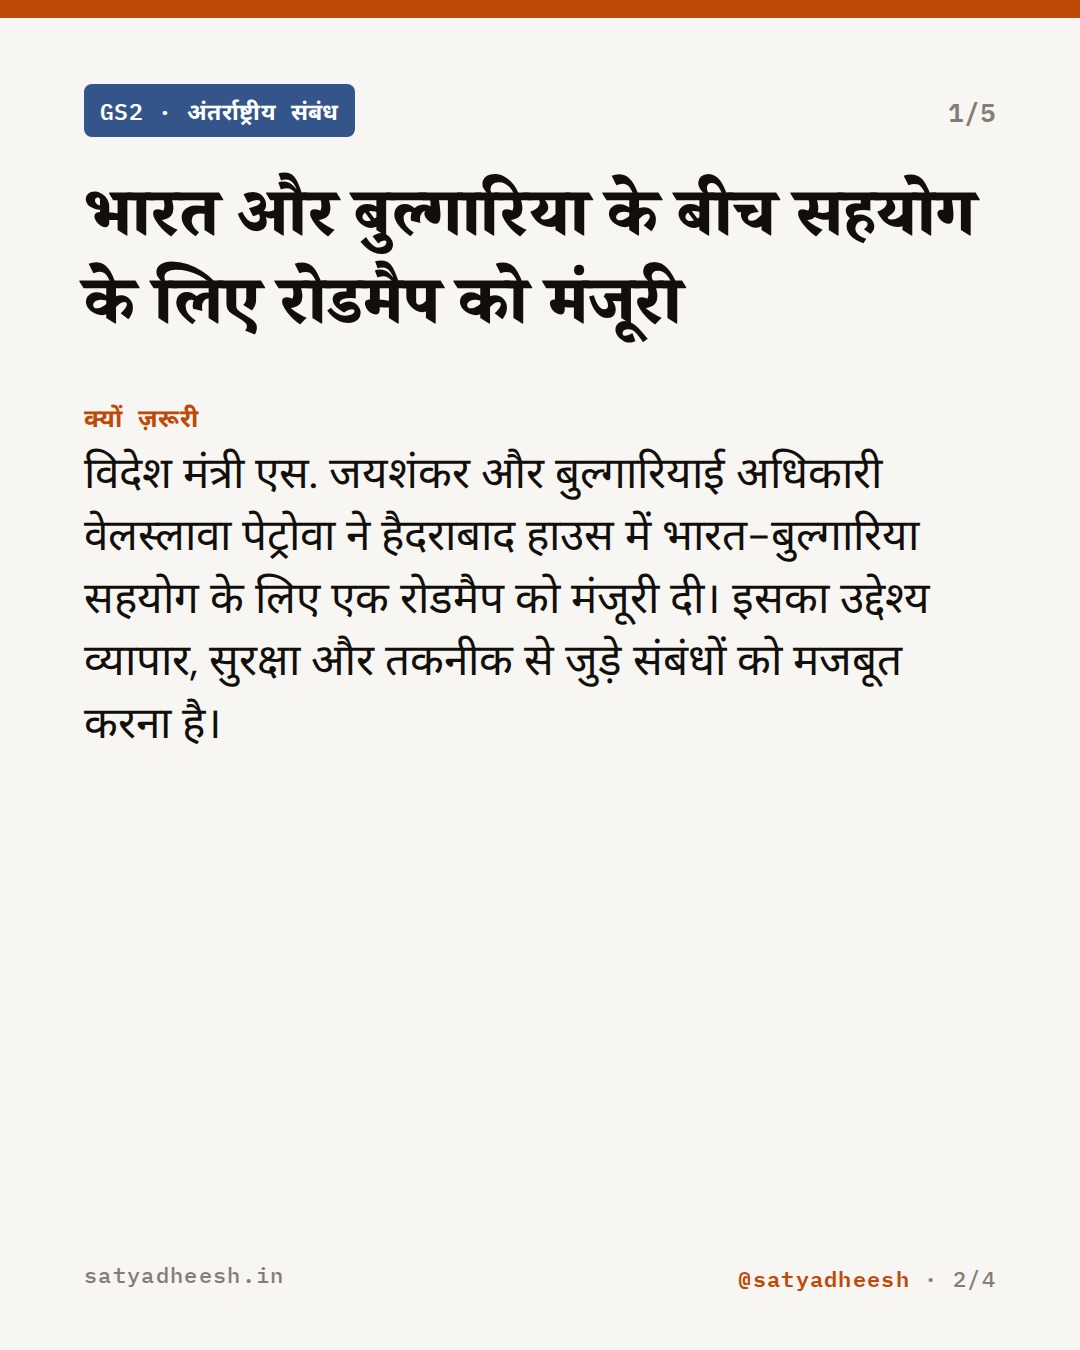 GS2 · अंतर्राष्ट्रीय संबंध
1/5
भारत और बुल्गारिया के बीच सहयोग
के लिए रोडमैप को मंजूरी
क्यों ज़रूरी
विदेश मंत्री एस. जयशंकर और बुल्गारियाई अधिकारी
वेलस्लावा पेट्रोवा ने हैदराबाद हाउस में भारत-बुल्गारिया
सहयोग के लिए एक रोडमैप को मंजूरी दी। इसका उद्देश्य
व्यापार, सुरक्षा और तकनीक से जुड़े संबंधों को मजबूत
करना है।
satyadheesh.in
@satyadheesh · 2/4